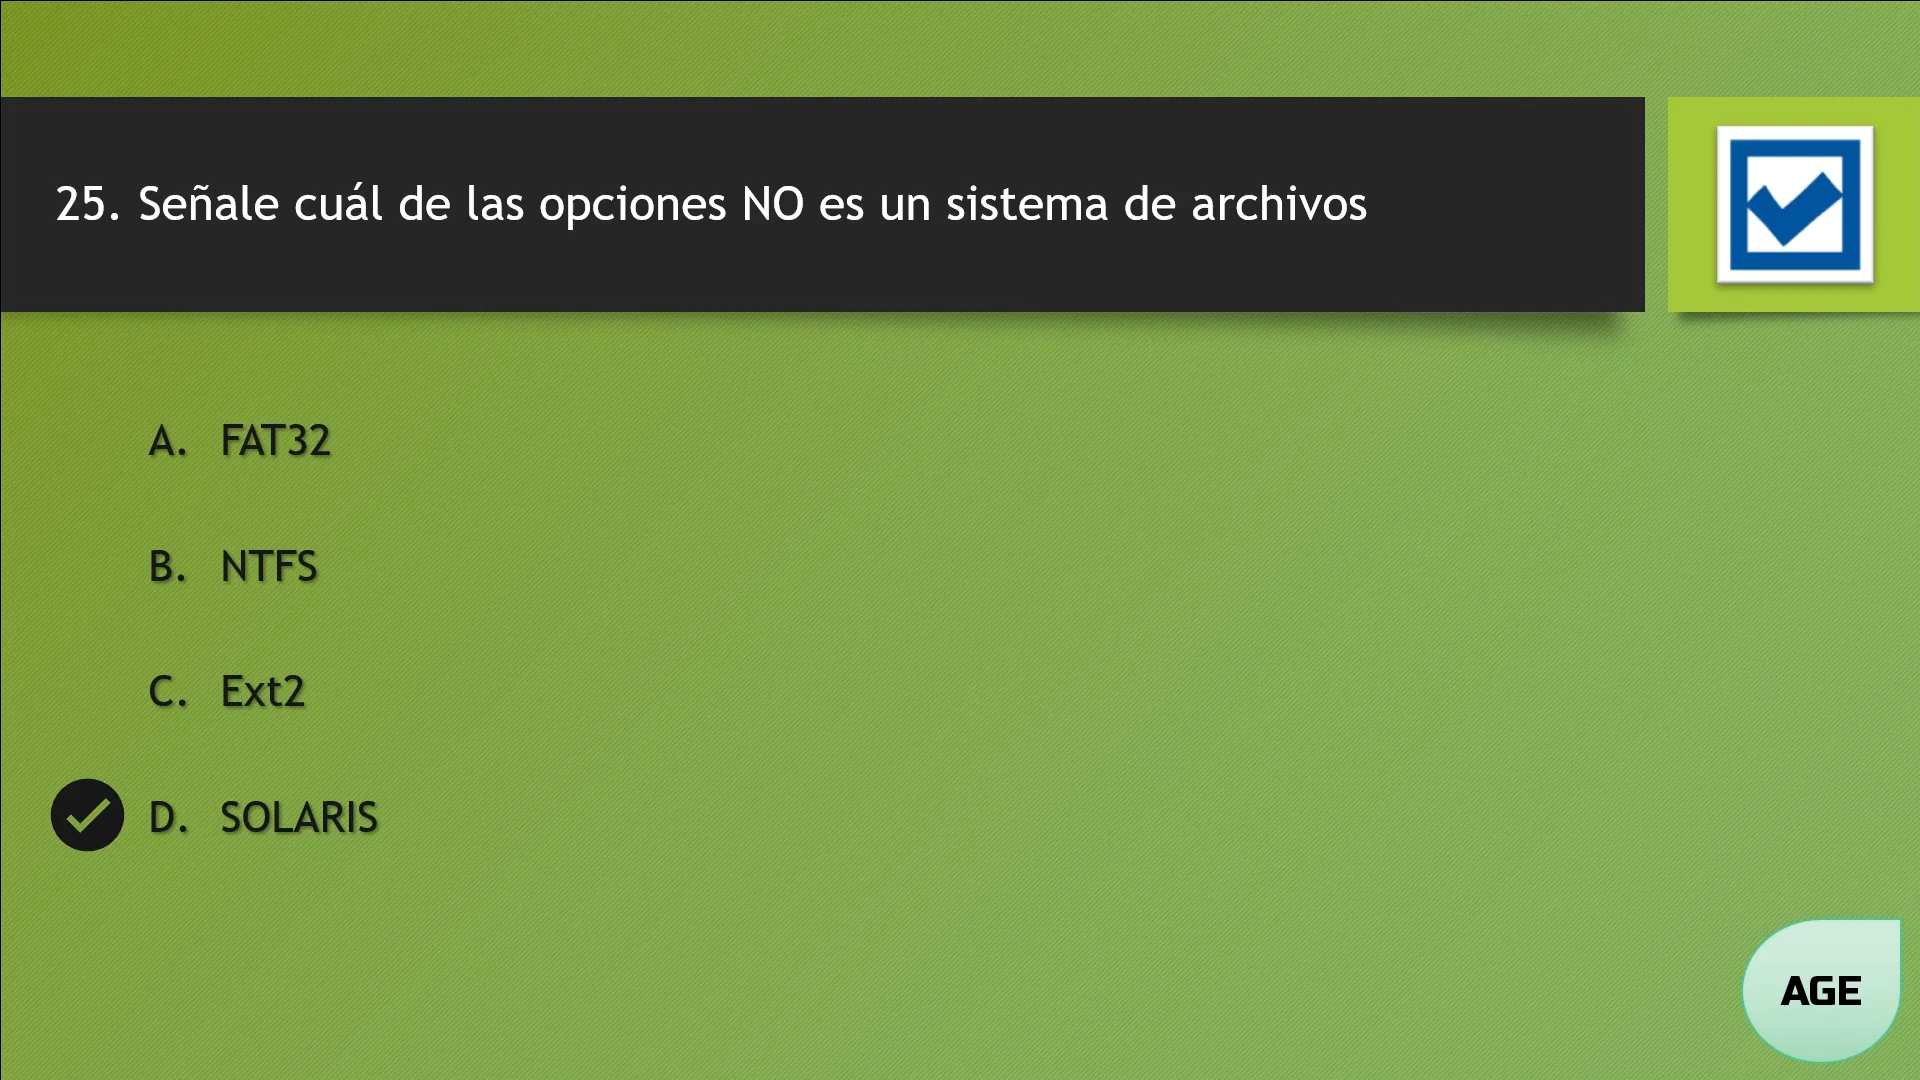 25. Señale cuál de las opciones NO es un sistema de archivos
A. FAT32
B. NTFS
C. Ext2
D. SOLARIS
AGE